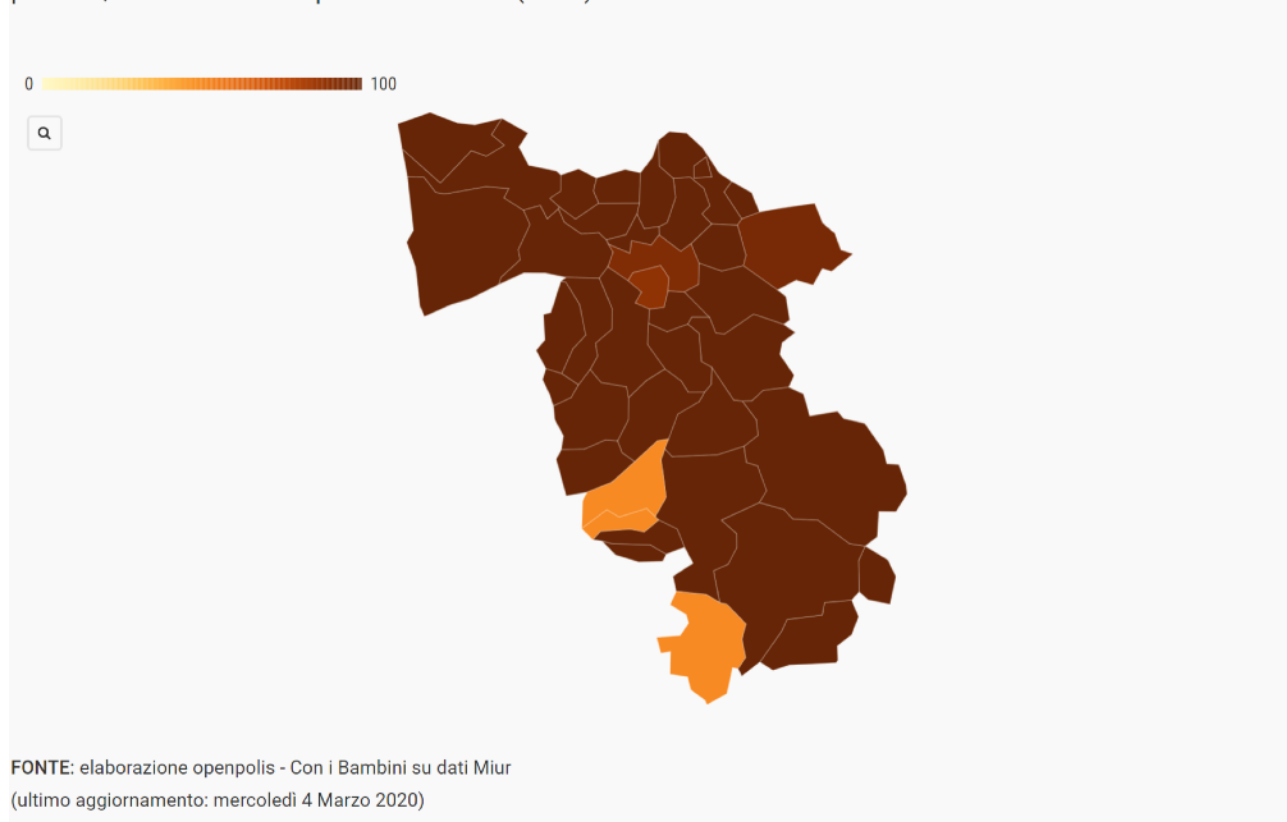 0
100
FONTE: elaborazione openpolis - Con i Bambini su dati Miur
(ultimo aggiornamento: mercoledì 4 Marzo 2020)